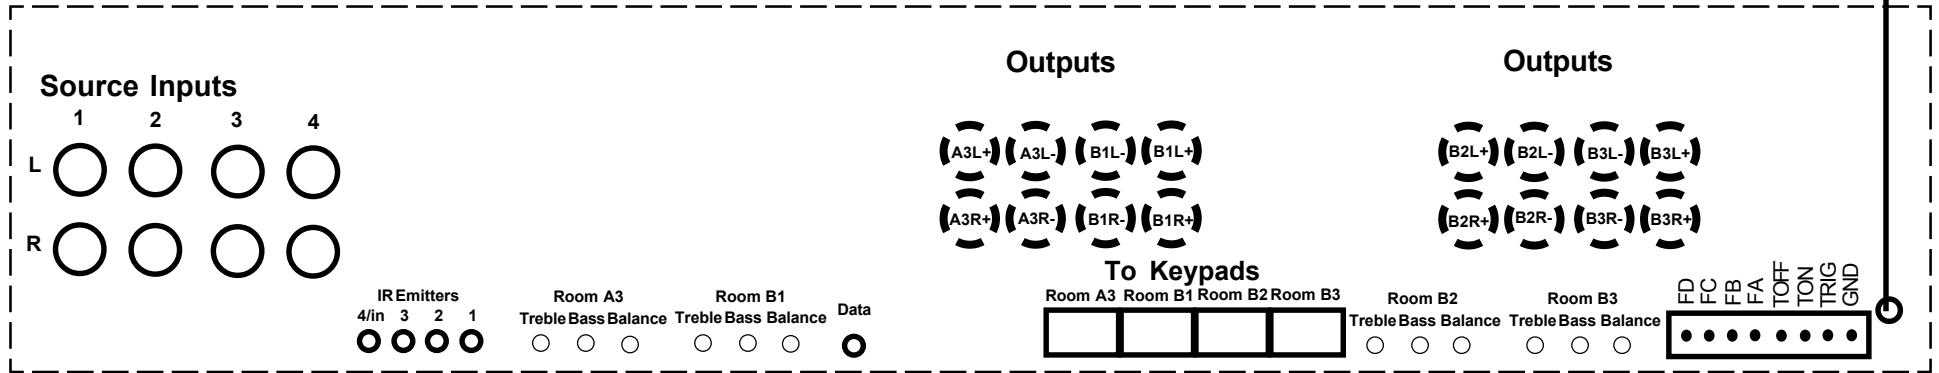 Source Inputs
1 2 3 4
L
R
IR Emitters
4/in 3 2 1
Room A3
Treble Bass Balance
Room B1
Treble Bass Balance
Data
Outputs
A3L+ A3L- B1L- B1L+
A3R+ A3R- B1R- B1R+
To Keypads
Room A3 Room B1 Room B2 Room B3
Outputs
B2L+ B2L- B3L- B3L+
B2R+ B2R- B3R- B3R+
Room B2
Treble Bass Balance
Room B3
Treble Bass Balance
FD
FC
FB
FA
TOFF
TON
TRIG
GND